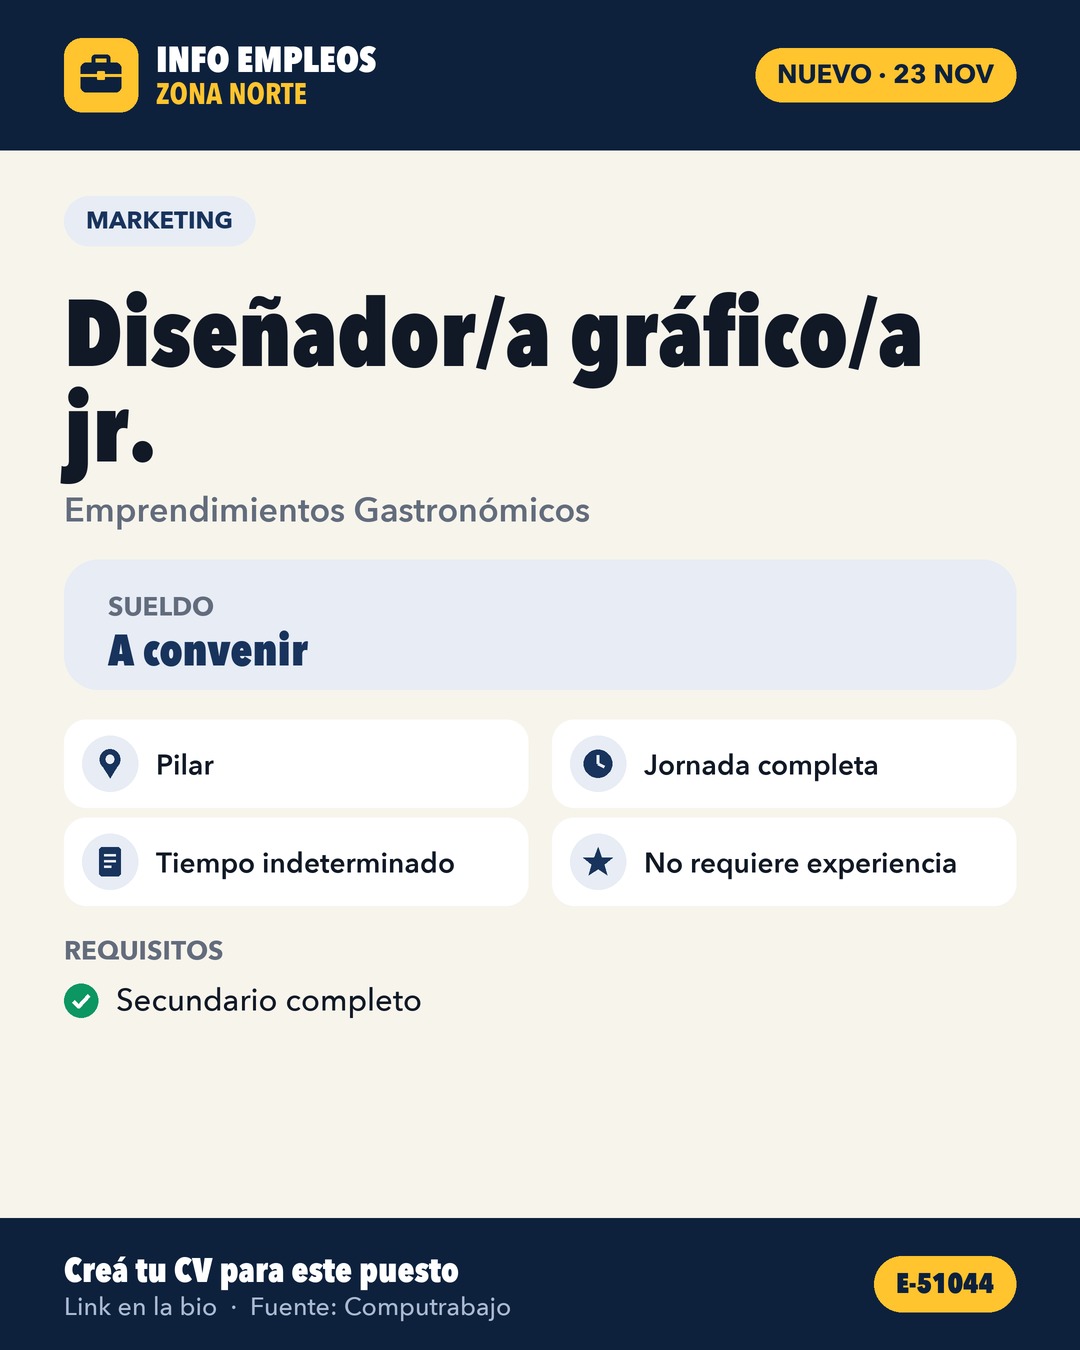 INFO EMPLEOS
ZONA NORTE
NUEVO · 23 NOV
MARKETING
Diseñador/a gráfico/a
jr.
Emprendimientos Gastronómicos
SUELDO
A convenir
Pilar
Jornada completa
Tiempo indeterminado
No requiere experiencia
REQUISITOS
Secundario completo
Creá tu CV para este puesto
Link en la bio · Fuente: Computrabajo
E-51044